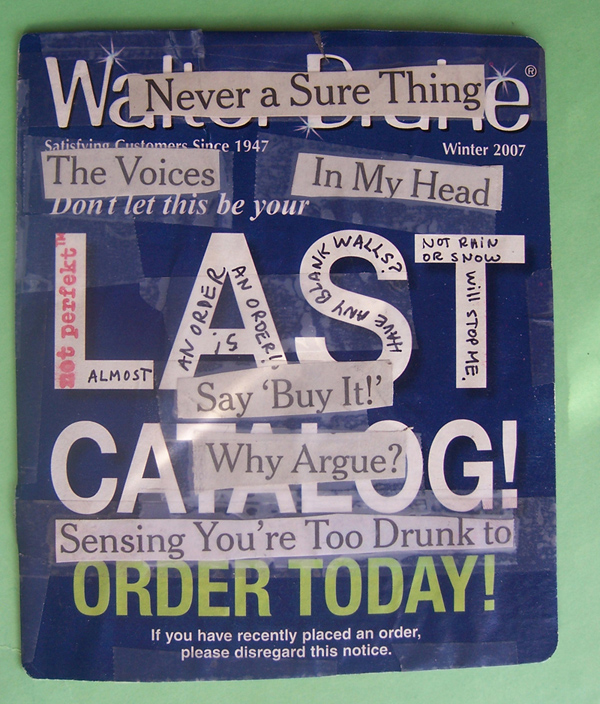 Walter Drake®
Never a Sure Thing
Satisfying Customers Since 1947
Winter 2007
The Voices
In My Head
Don't let this be your
LAST
not perfekt™
ALMOST
AN ORDER
is
AN ORDER!
HAVE ANY BLANK WALLS?
NOT RAIN
OR SNOW
Will STOP ME.
Say 'Buy It!'
CATALOG!
Why Argue?
Sensing You're Too Drunk to
ORDER TODAY!
If you have recently placed an order,
please disregard this notice.